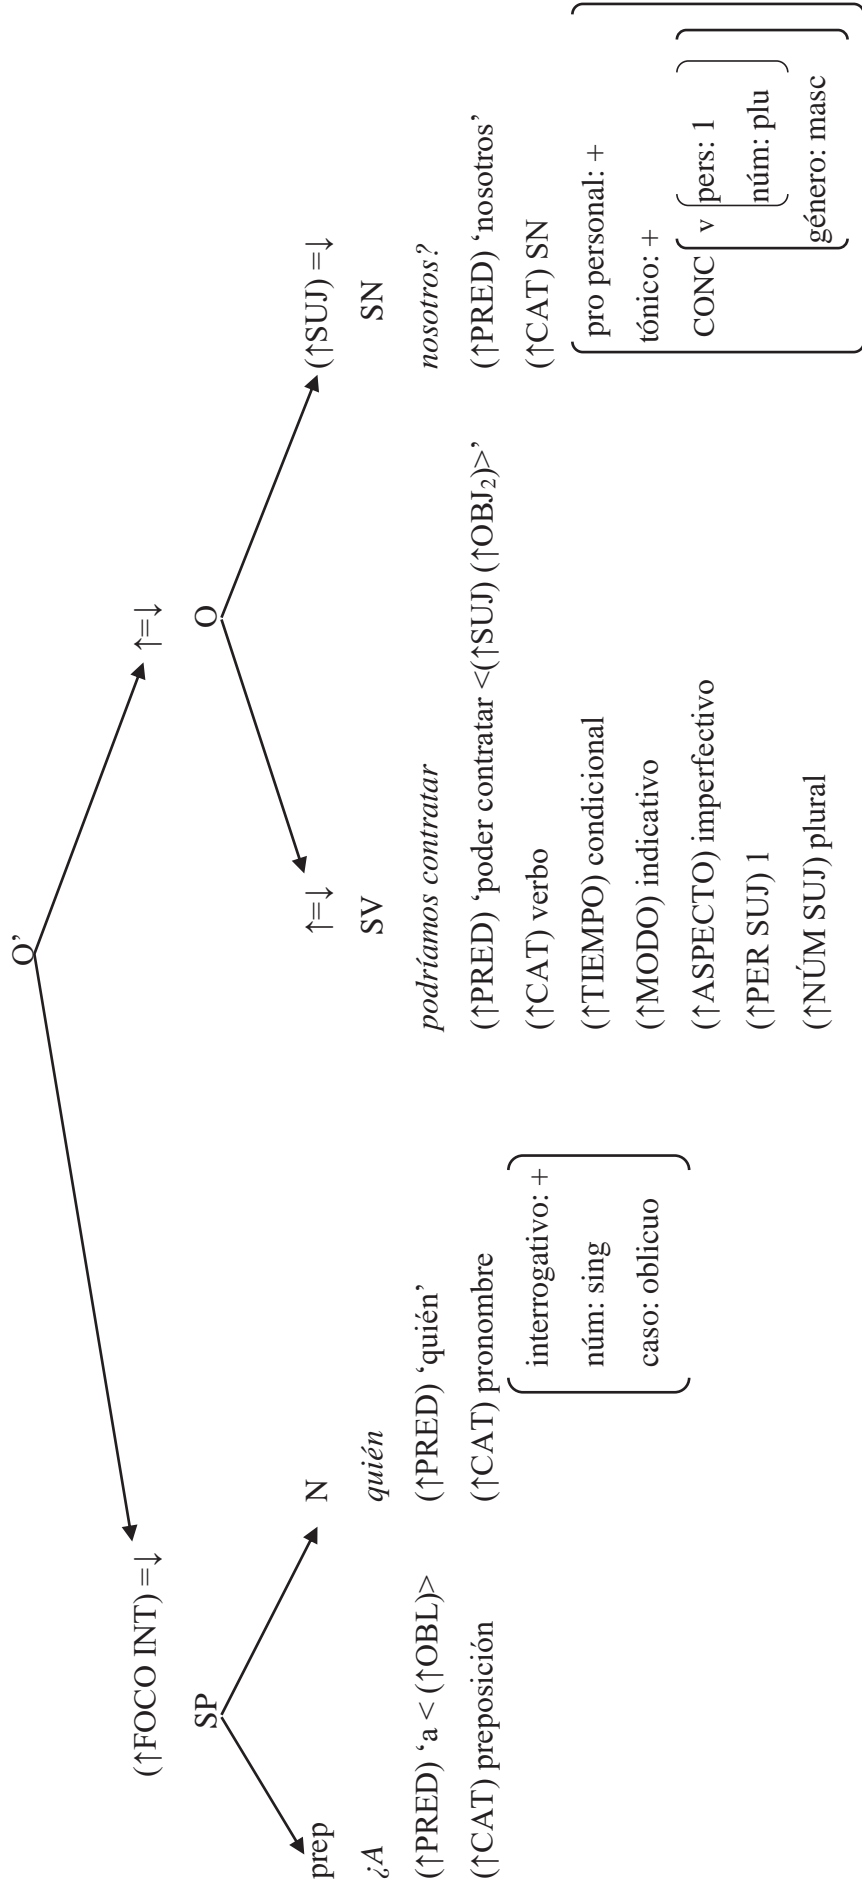 O’
(↑FOCO INT) =↓
↑=↓
SP
O
prep
N
↑=↓
(↑SUJ) =↓
SV
SN
¿A
quién
podríamos contratar
nosotros?
(↑PRED) ‘a < (↑OBL)>
(↑PRED) ‘quién’
(↑PRED) ‘poder contratar <(↑SUJ) (↑OBJ₂)>’
(↑PRED) ‘nosotros’
(↑CAT) preposición
(↑CAT) pronombre
(↑CAT) verbo
(↑CAT) SN
interrogativo: +
núm: sing
caso: oblicuo
(↑TIEMPO) condicional
(↑MODO) indicativo
(↑ASPECTO) imperfectivo
(↑PER SUJ) 1
(↑NÚM SUJ) plural
pro personal: +
tónico: +
CONC v pers: 1
núm: plu
género: masc